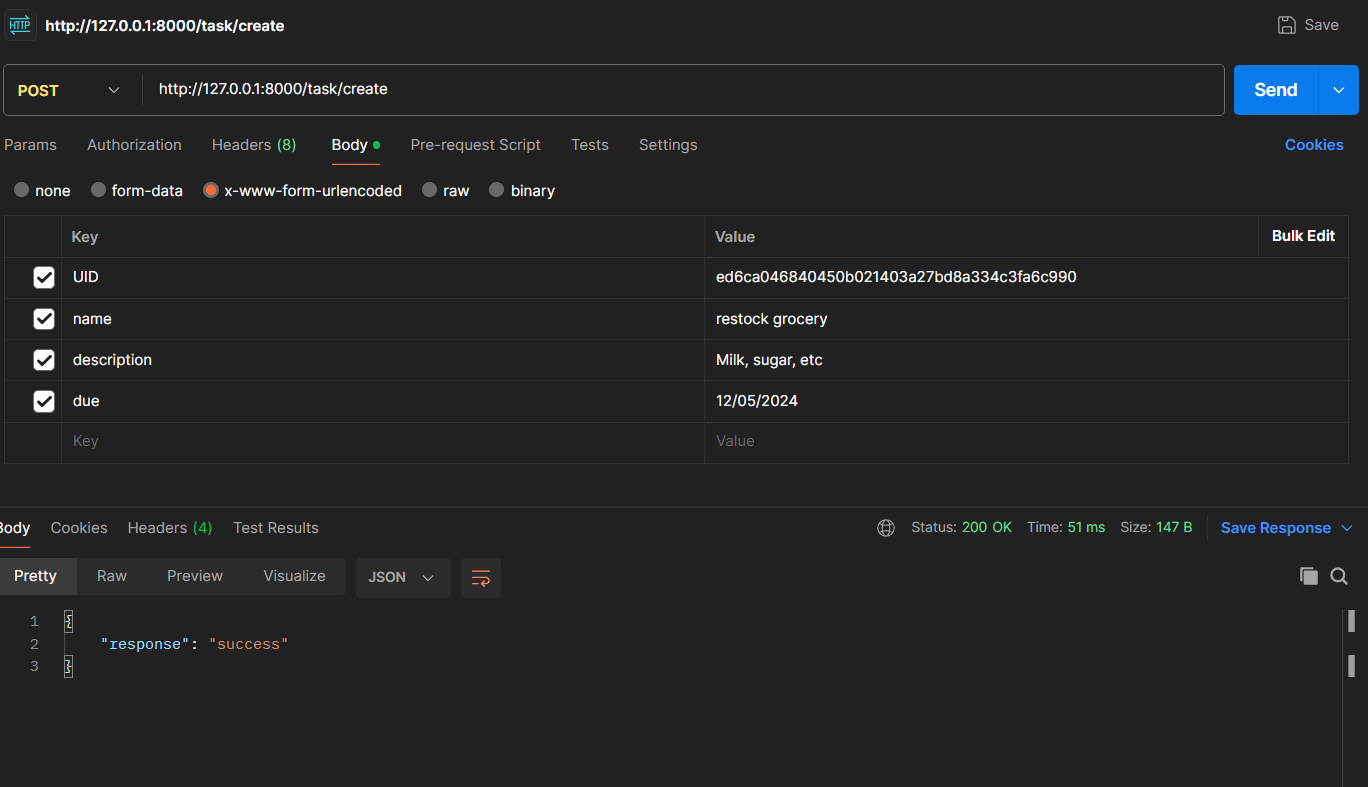 HTTP http://127.0.0.1:8000/task/create Save
POST http://127.0.0.1:8000/task/create Send
Params Authorization Headers (8) Body Pre-request Script Tests Settings Cookies
none form-data x-www-form-urlencoded raw binary
Key Value Bulk Edit
UID ed6ca046840450b021403a27bd8a334c3fa6c990
name restock grocery
description Milk, sugar, etc
due 12/05/2024
Key Value
Body Cookies Headers (4) Test Results Status: 200 OK Time: 51 ms Size: 147 B Save Response
Pretty Raw Preview Visualize JSON
1 {
2 "response": "success"
3 }